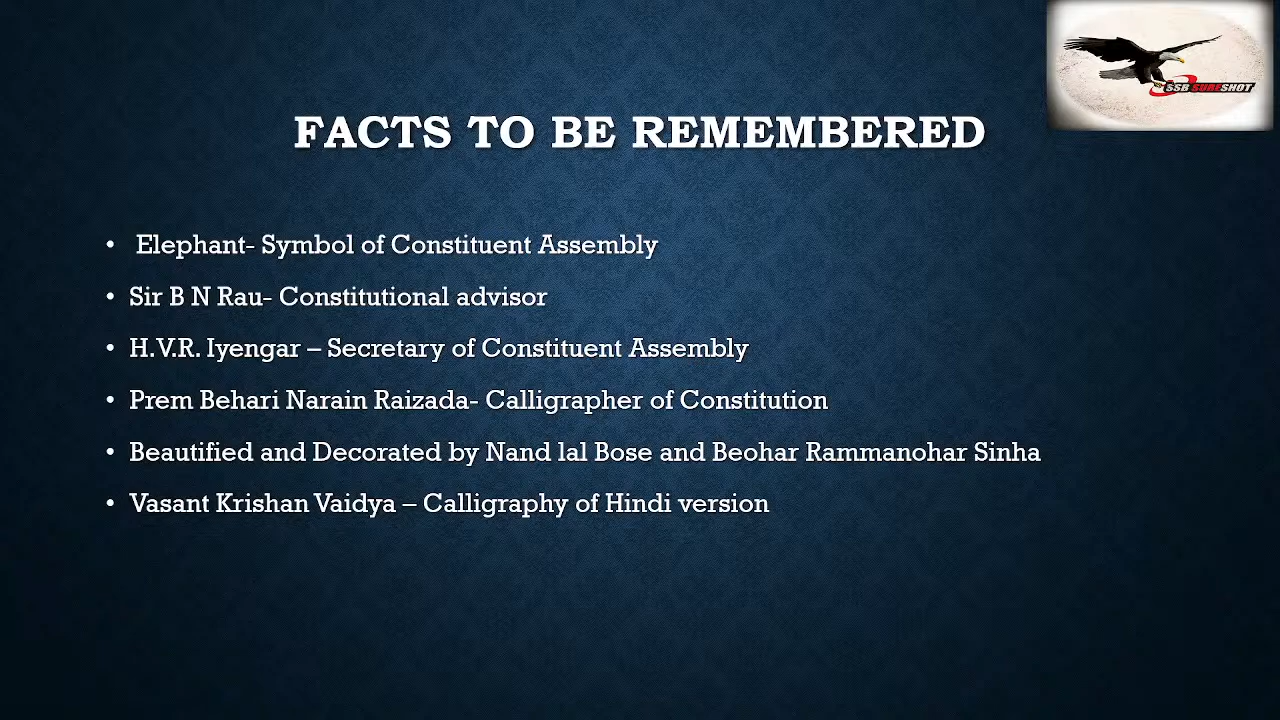 SSB SURESHOT
FACTS TO BE REMEMBERED
• Elephant- Symbol of Constituent Assembly
• Sir B N Rau- Constitutional advisor
• H.V.R. Iyengar – Secretary of Constituent Assembly
• Prem Behari Narain Raizada- Calligrapher of Constitution
• Beautified and Decorated by Nand lal Bose and Beohar Rammanohar Sinha
• Vasant Krishan Vaidya – Calligraphy of Hindi version